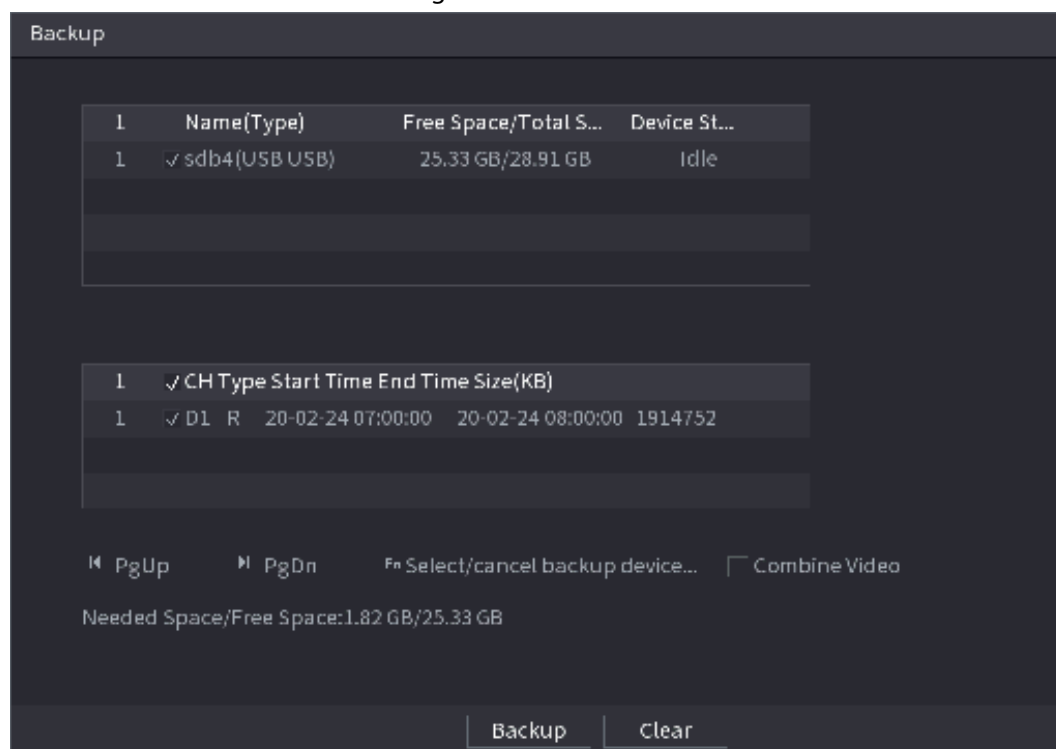 Backup
1 Name(Type) Free Space/Total S... Device St...
1 sdb4(USB USB) 25.33 GB/28.91 GB Idle
1 CH Type Start Time End Time Size(KB)
1 D1 R 20-02-24 07:00:00 20-02-24 08:00:00 1914752
PgUp PgDn Fn Select/cancel backup device... Combine Video
Needed Space/Free Space:1.82 GB/25.33 GB
Backup Clear